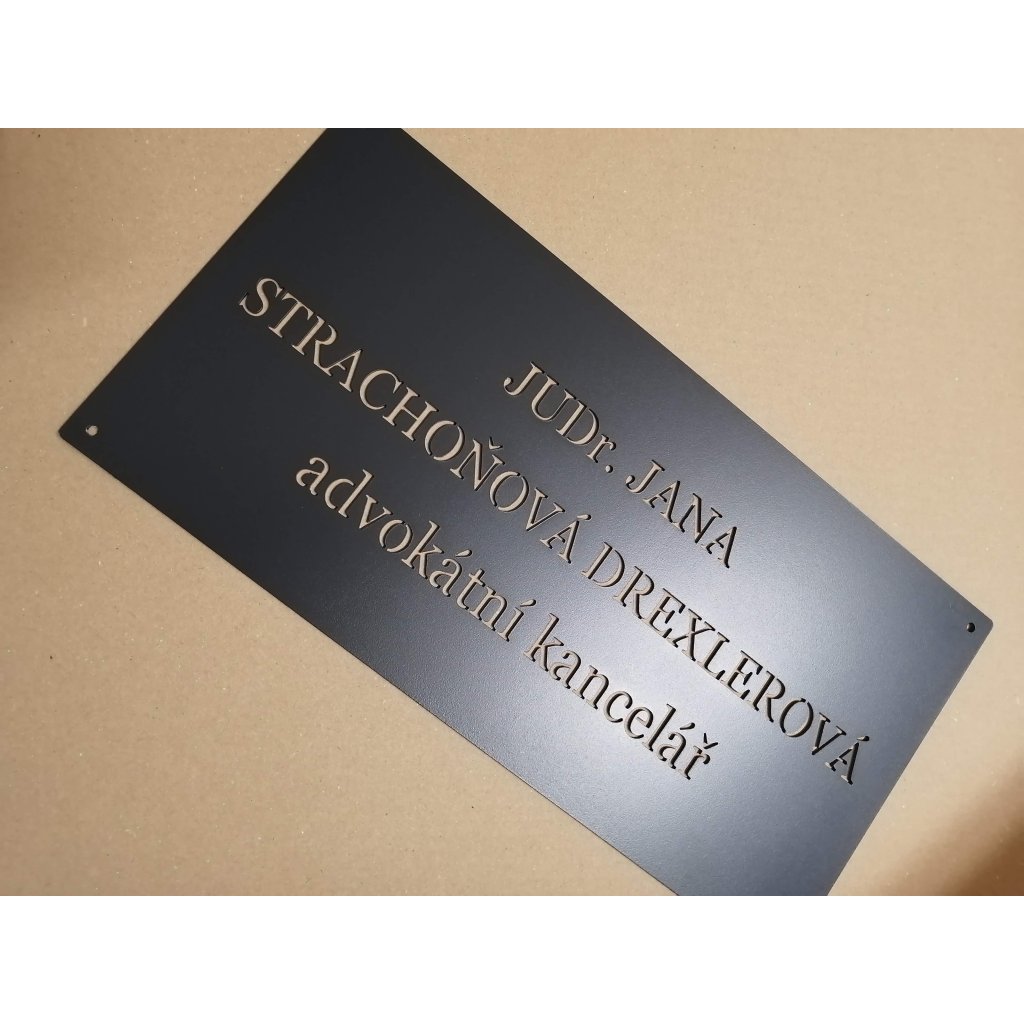 JUDr. JANA
STRACHOŇOVÁ DREXLEROVÁ
advokátní kancelář